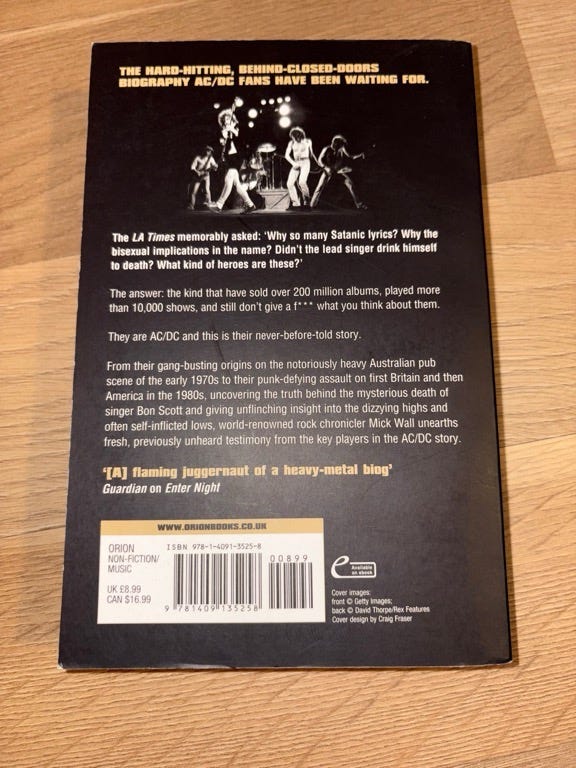 THE HARD-HITTING, BEHIND-CLOSED-DOORS
BIOGRAPHY AC/DC FANS HAVE BEEN WAITING FOR.
The LA Times memorably asked: 'Why so many Satanic lyrics? Why the
bisexual implications in the name? Didn't the lead singer drink himself
to death? What kind of heroes are these?'
The answer: the kind that have sold over 200 million albums, played more
than 10,000 shows, and still don't give a f*** what you think about them.
They are AC/DC and this is their never-before-told story.
From their gang-busting origins on the notoriously heavy Australian pub
scene of the early 1970s to their punk-defying assault on first Britain and then
America in the 1980s, uncovering the truth behind the mysterious death of
singer Bon Scott and giving unflinching insight into the dizzying highs and
often self-inflicted lows, world-renowned rock chronicler Mick Wall unearths
fresh, previously unheard testimony from the key players in the AC/DC story.
'[A] flaming juggernaut of a heavy-metal biog'
Guardian on Enter Night
WWW.ORIONBOOKS.CO.UK
ORION
NON-FICTION/
MUSIC
UK £8.99
CAN $16.99
ISBN 978-1-4091-3525-8
00899
9 781409 135258
e
Available
on ebook
Cover images:
front © Getty Images;
back © David Thorpe/Rex Features
Cover design by Craig Fraser